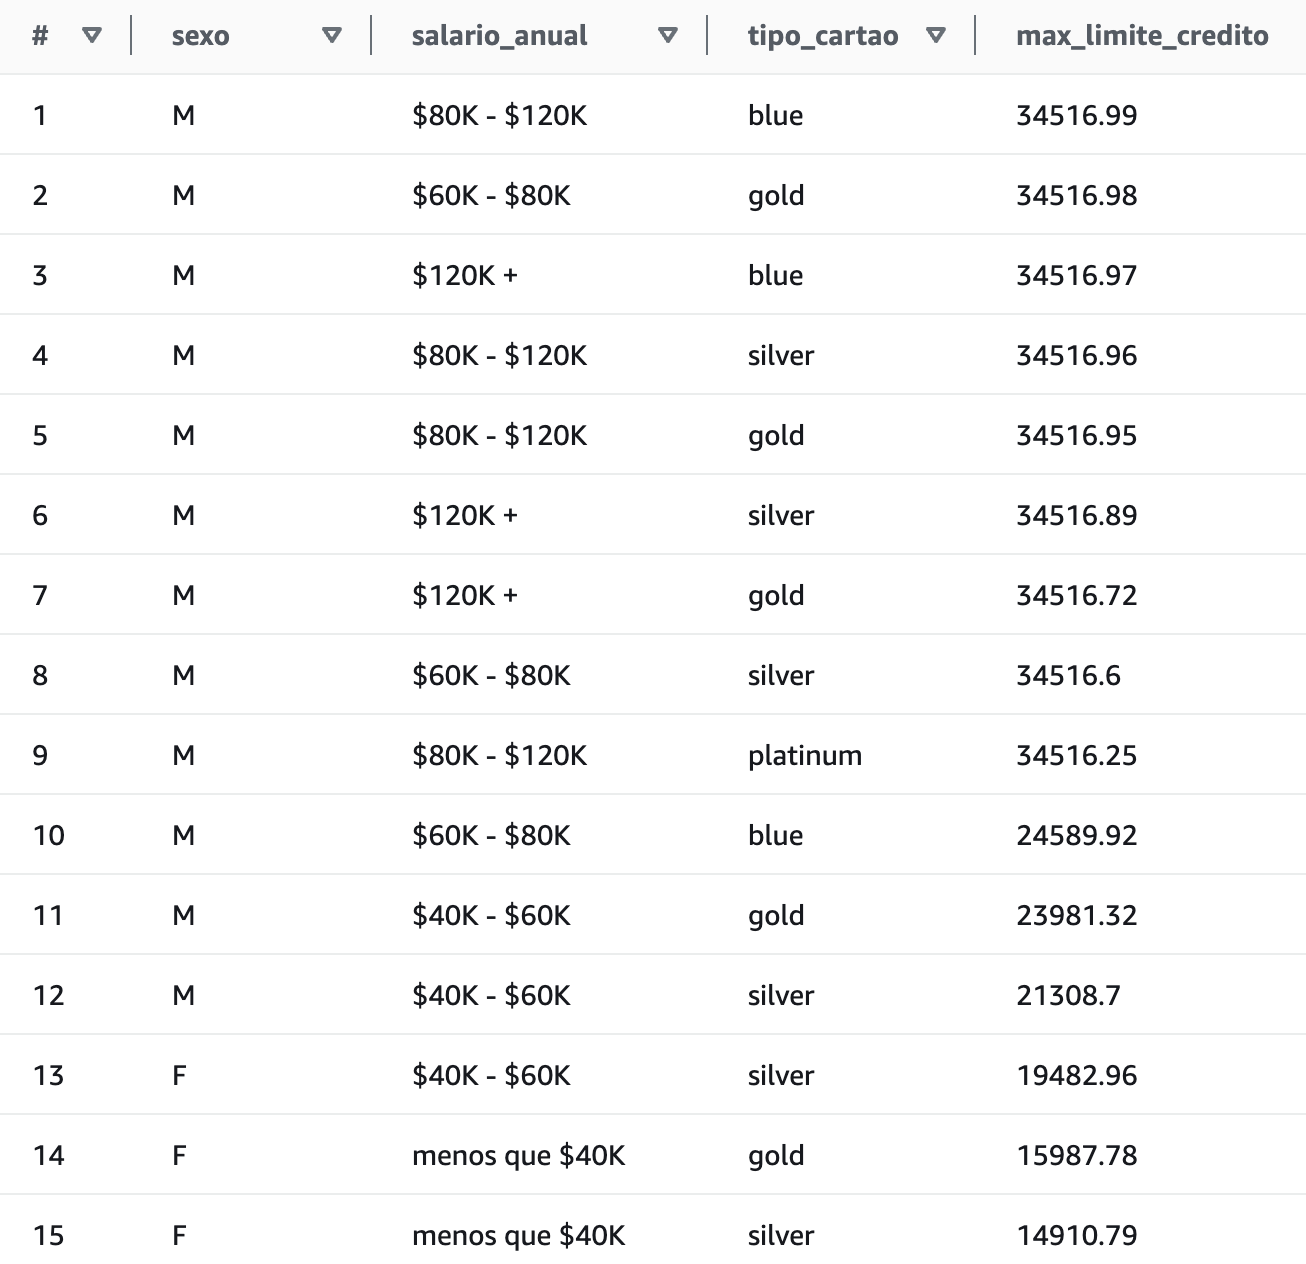 # sexo salario_anual tipo_cartao max_limite_credito
1 M $80K - $120K blue 34516.99
2 M $60K - $80K gold 34516.98
3 M $120K + blue 34516.97
4 M $80K - $120K silver 34516.96
5 M $80K - $120K gold 34516.95
6 M $120K + silver 34516.89
7 M $120K + gold 34516.72
8 M $60K - $80K silver 34516.6
9 M $80K - $120K platinum 34516.25
10 M $60K - $80K blue 24589.92
11 M $40K - $60K gold 23981.32
12 M $40K - $60K silver 21308.7
13 F $40K - $60K silver 19482.96
14 F menos que $40K gold 15987.78
15 F menos que $40K silver 14910.79